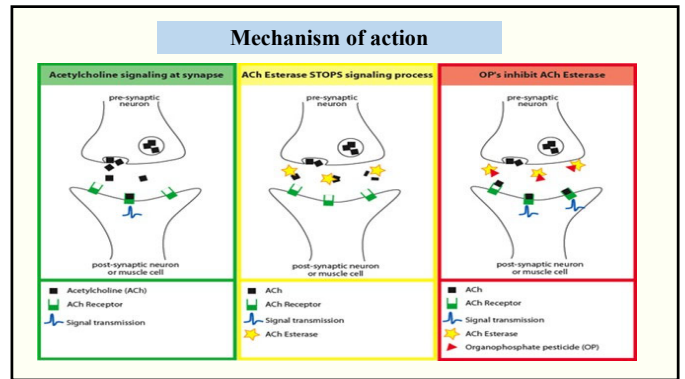 Mechanism of action
Acetylcholine signaling at synapse
pre-synaptic
neuron
post-synaptic neuron
or muscle cell
Acetylcholine (ACh)
ACh Receptor
Signal transmission
ACh Esterase STOPS signaling process
pre-synaptic
neuron
post-synaptic neuron
or muscle cell
ACh
ACh Receptor
Signal transmission
ACh Esterase
OP's inhibit ACh Esterase
pre-synaptic
neuron
post-synaptic neuron
or muscle cell
ACh
ACh Receptor
Signal transmission
ACh Esterase
Organophosphate pesticide (OP)